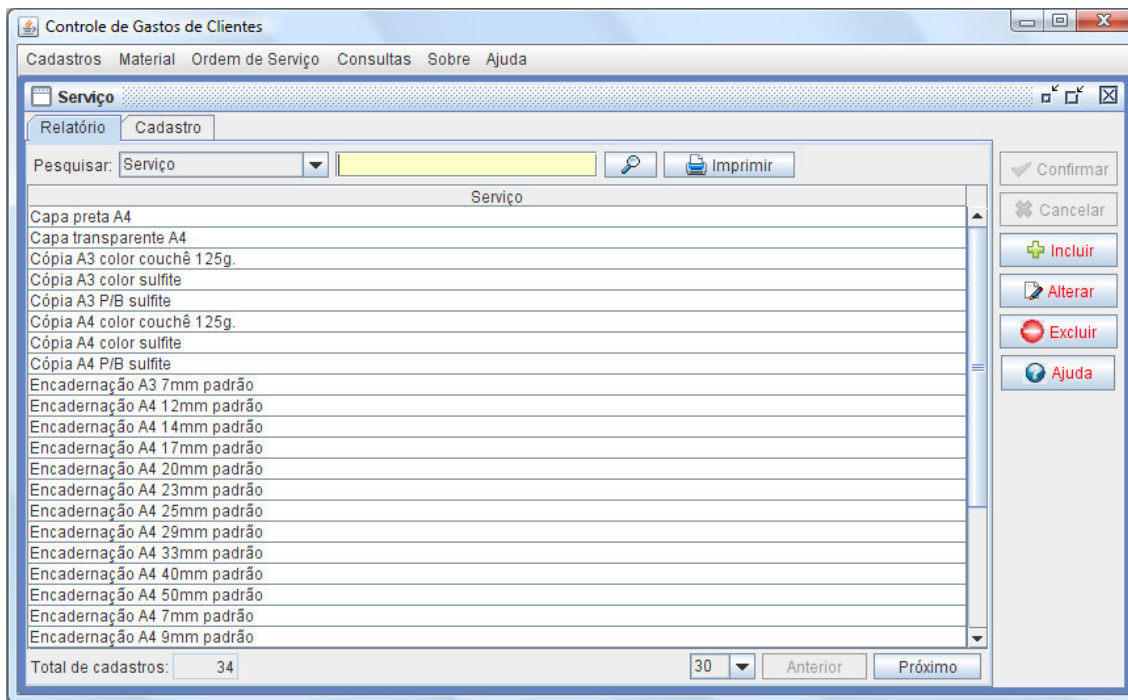 Controle de Gastos de Clientes
Cadastros Material Ordem de Serviço Consultas Sobre Ajuda
Serviço
Relatório Cadastro
Pesquisar: Serviço Imprimir
Serviço
Capa preta A4
Capa transparente A4
Cópia A3 color couchê 125g.
Cópia A3 color sulfite
Cópia A3 P/B sulfite
Cópia A4 color couchê 125g.
Cópia A4 color sulfite
Cópia A4 P/B sulfite
Encadernação A3 7mm padrão
Encadernação A4 12mm padrão
Encadernação A4 14mm padrão
Encadernação A4 17mm padrão
Encadernação A4 20mm padrão
Encadernação A4 23mm padrão
Encadernação A4 25mm padrão
Encadernação A4 29mm padrão
Encadernação A4 33mm padrão
Encadernação A4 40mm padrão
Encadernação A4 50mm padrão
Encadernação A4 7mm padrão
Encadernação A4 9mm padrão
Total de cadastros: 34 30 Anterior Próximo
Confirmar
Cancelar
Incluir
Alterar
Excluir
Ajuda